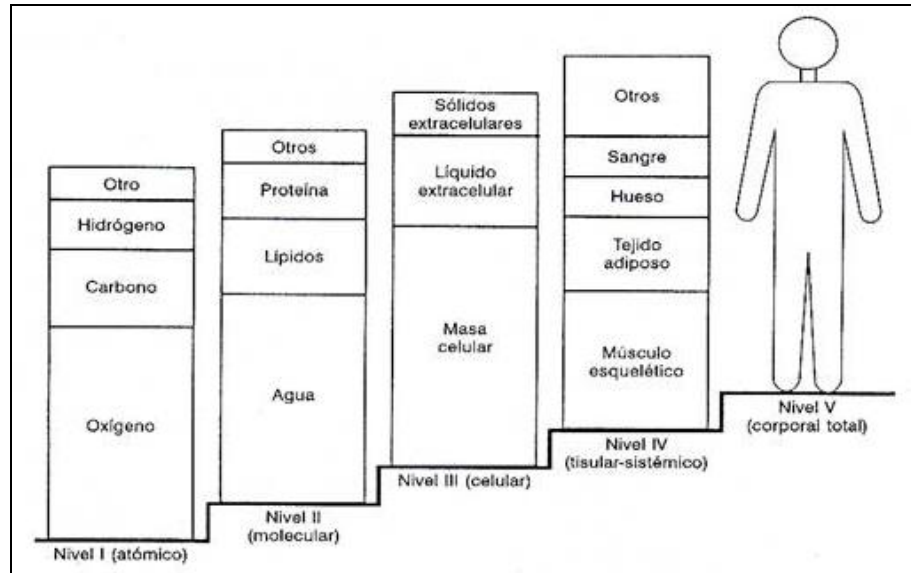 Otro
Hidrógeno
Carbono
Oxígeno
Nivel I (atómico)
Otros
Proteína
Lípidos
Agua
Nivel II
(molecular)
Sólidos
extracelulares
Líquido
extracelular
Masa
celular
Nivel III (celular)
Otros
Sangre
Hueso
Tejido
adiposo
Músculo
esquelético
Nivel IV
(tisular-sistémico)
Nivel V
(corporal total)